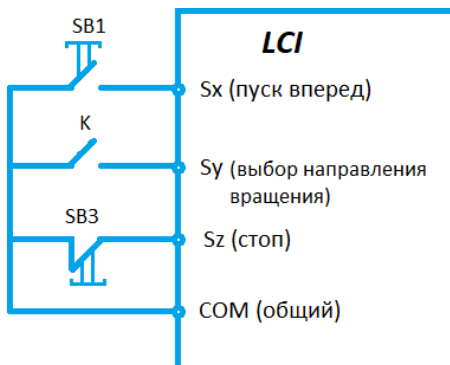 SB1
LCI
Sx (пуск вперед)
K
Sy (выбор направления
вращения)
SB3
Sz (стоп)
COM (общий)